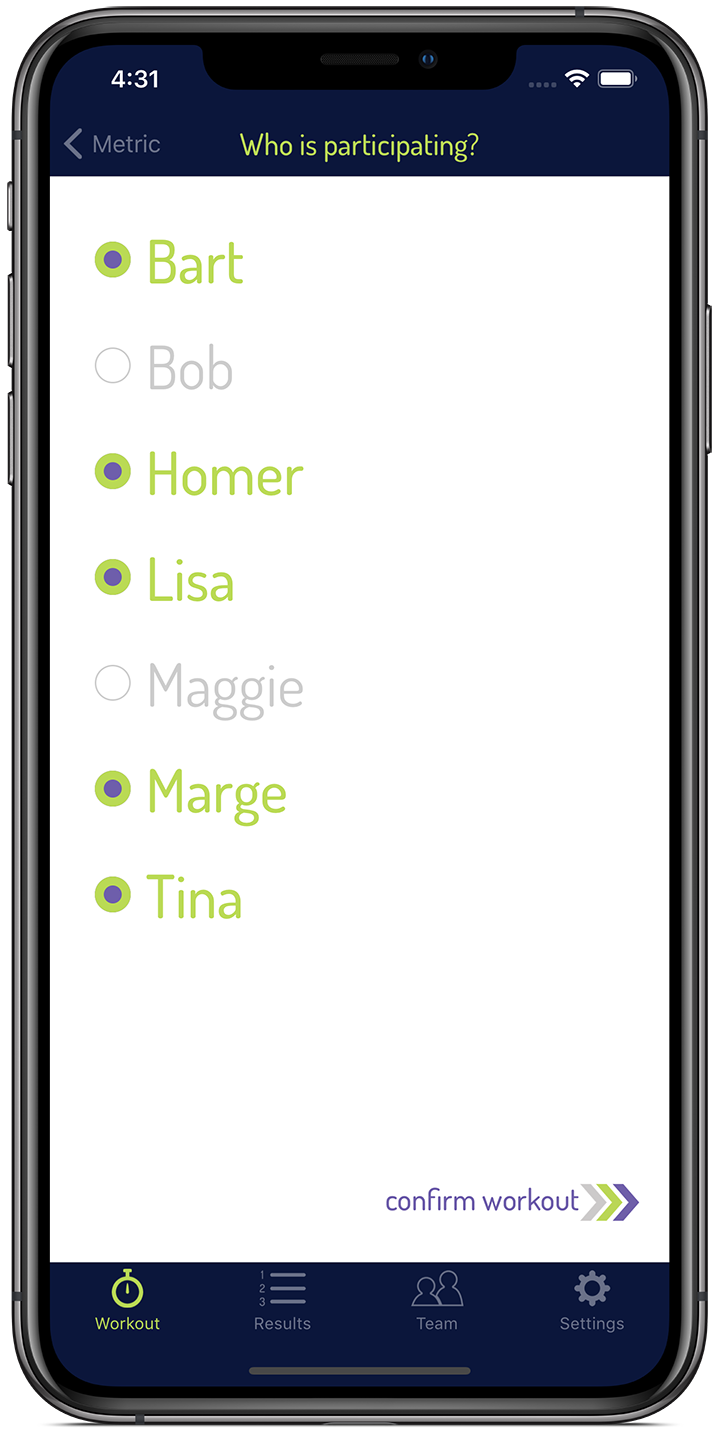 4:31
Metric
Who is participating?
Bart
Bob
Homer
Lisa
Maggie
Marge
Tina
confirm workout
1
2
3
Workout
Results
Team
Settings